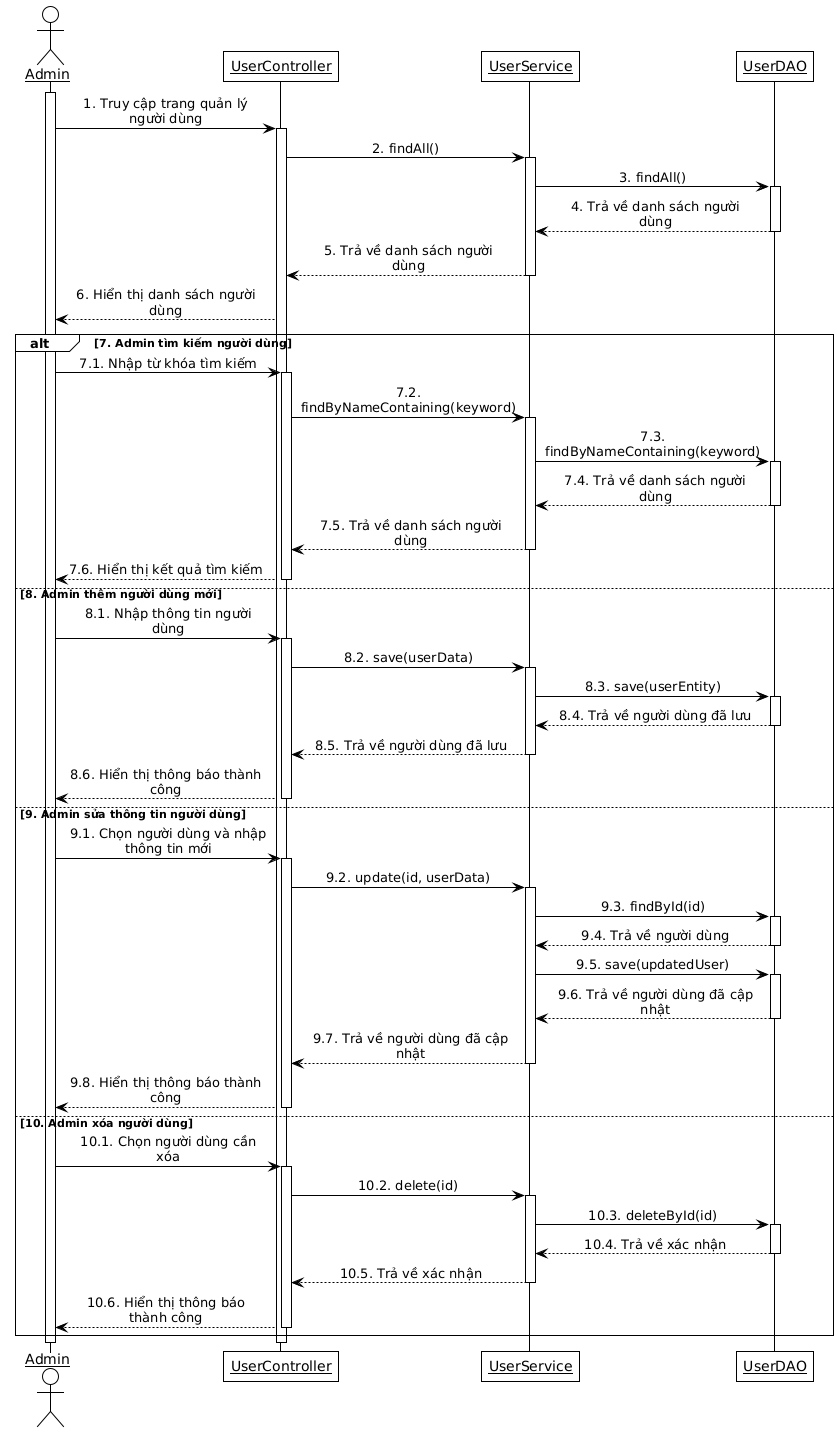 Admin
UserController
UserService
UserDAO
1. Truy cập trang quản lý
người dùng
2. findAll()
3. findAll()
4. Trả về danh sách người
dùng
5. Trả về danh sách người
dùng
6. Hiển thị danh sách người
dùng
alt [7. Admin tìm kiếm người dùng]
7.1. Nhập từ khóa tìm kiếm
7.2.
findByNameContaining(keyword)
7.3.
findByNameContaining(keyword)
7.4. Trả về danh sách người
dùng
7.5. Trả về danh sách người
dùng
7.6. Hiển thị kết quả tìm kiếm
[8. Admin thêm người dùng mới]
8.1. Nhập thông tin người
dùng
8.2. save(userData)
8.3. save(userEntity)
8.4. Trả về người dùng đã lưu
8.5. Trả về người dùng đã lưu
8.6. Hiển thị thông báo thành
công
[9. Admin sửa thông tin người dùng]
9.1. Chọn người dùng và nhập
thông tin mới
9.2. update(id, userData)
9.3. findById(id)
9.4. Trả về người dùng
9.5. save(updatedUser)
9.6. Trả về người dùng đã cập
nhật
9.7. Trả về người dùng đã cập
nhật
9.8. Hiển thị thông báo thành
công
[10. Admin xóa người dùng]
10.1. Chọn người dùng cần
xóa
10.2. delete(id)
10.3. deleteById(id)
10.4. Trả về xác nhận
10.5. Trả về xác nhận
10.6. Hiển thị thông báo
thành công
Admin
UserController
UserService
UserDAO